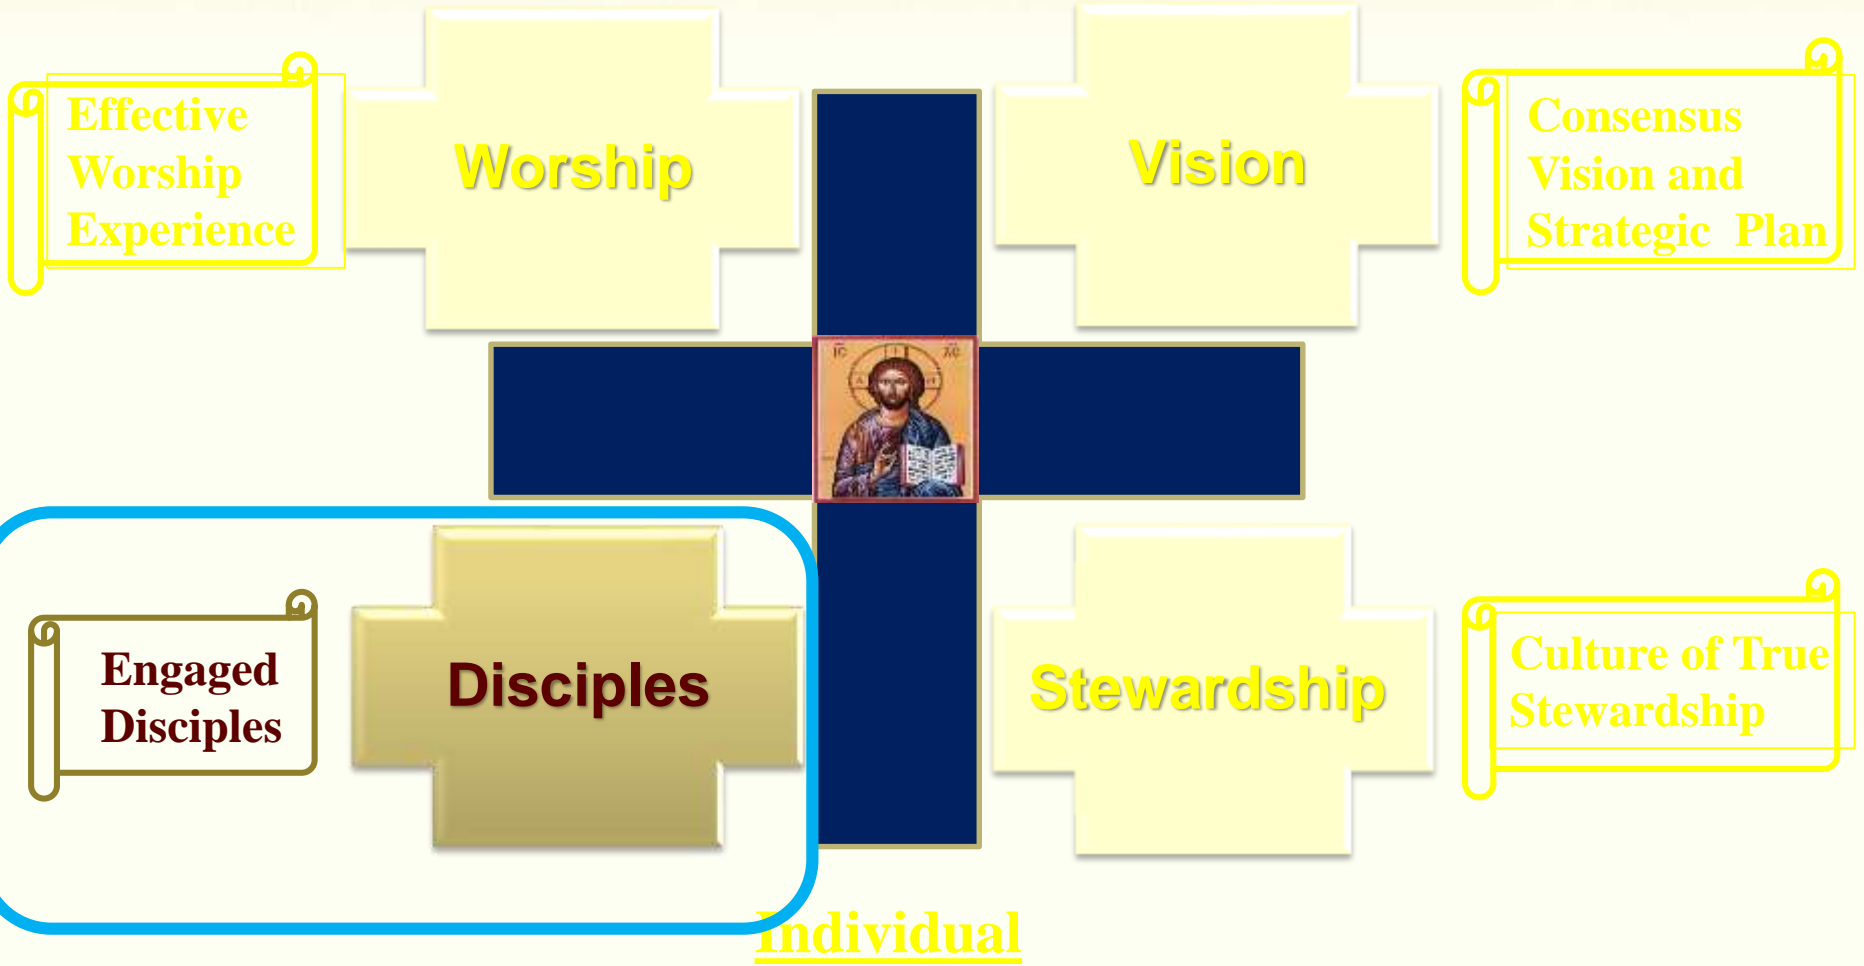 Effective
Worship
Experience
Worship
Vision
Consensus
Vision and
Strategic Plan
Engaged
Disciples
Disciples
Stewardship
Culture of True
Stewardship
Individual